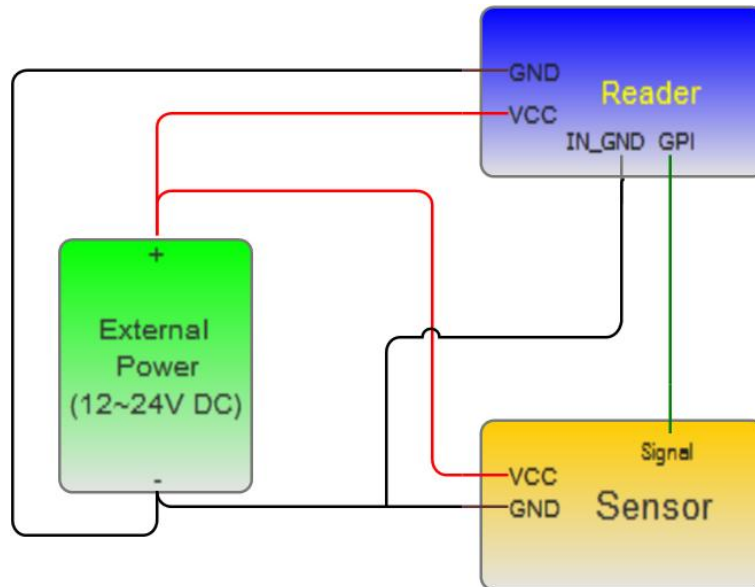 GND
Reader
VCC
IN_GND GPI
+
External
Power
(12~24V DC)
-
Signal
VCC
GND
Sensor